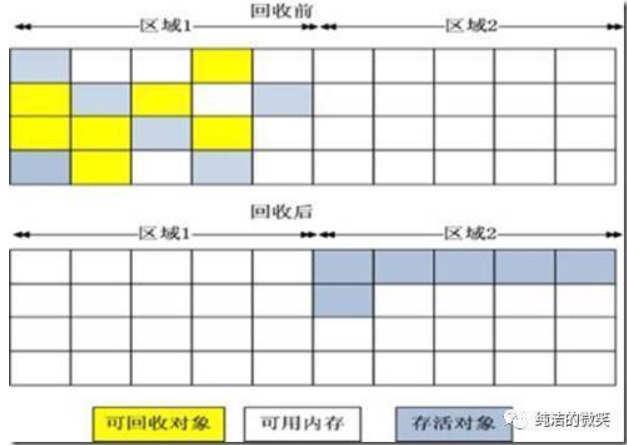 回收前
区域1 区域2
回收后
区域1 区域2
可回收对象 可用内存 存活对象 纯洁的微笑